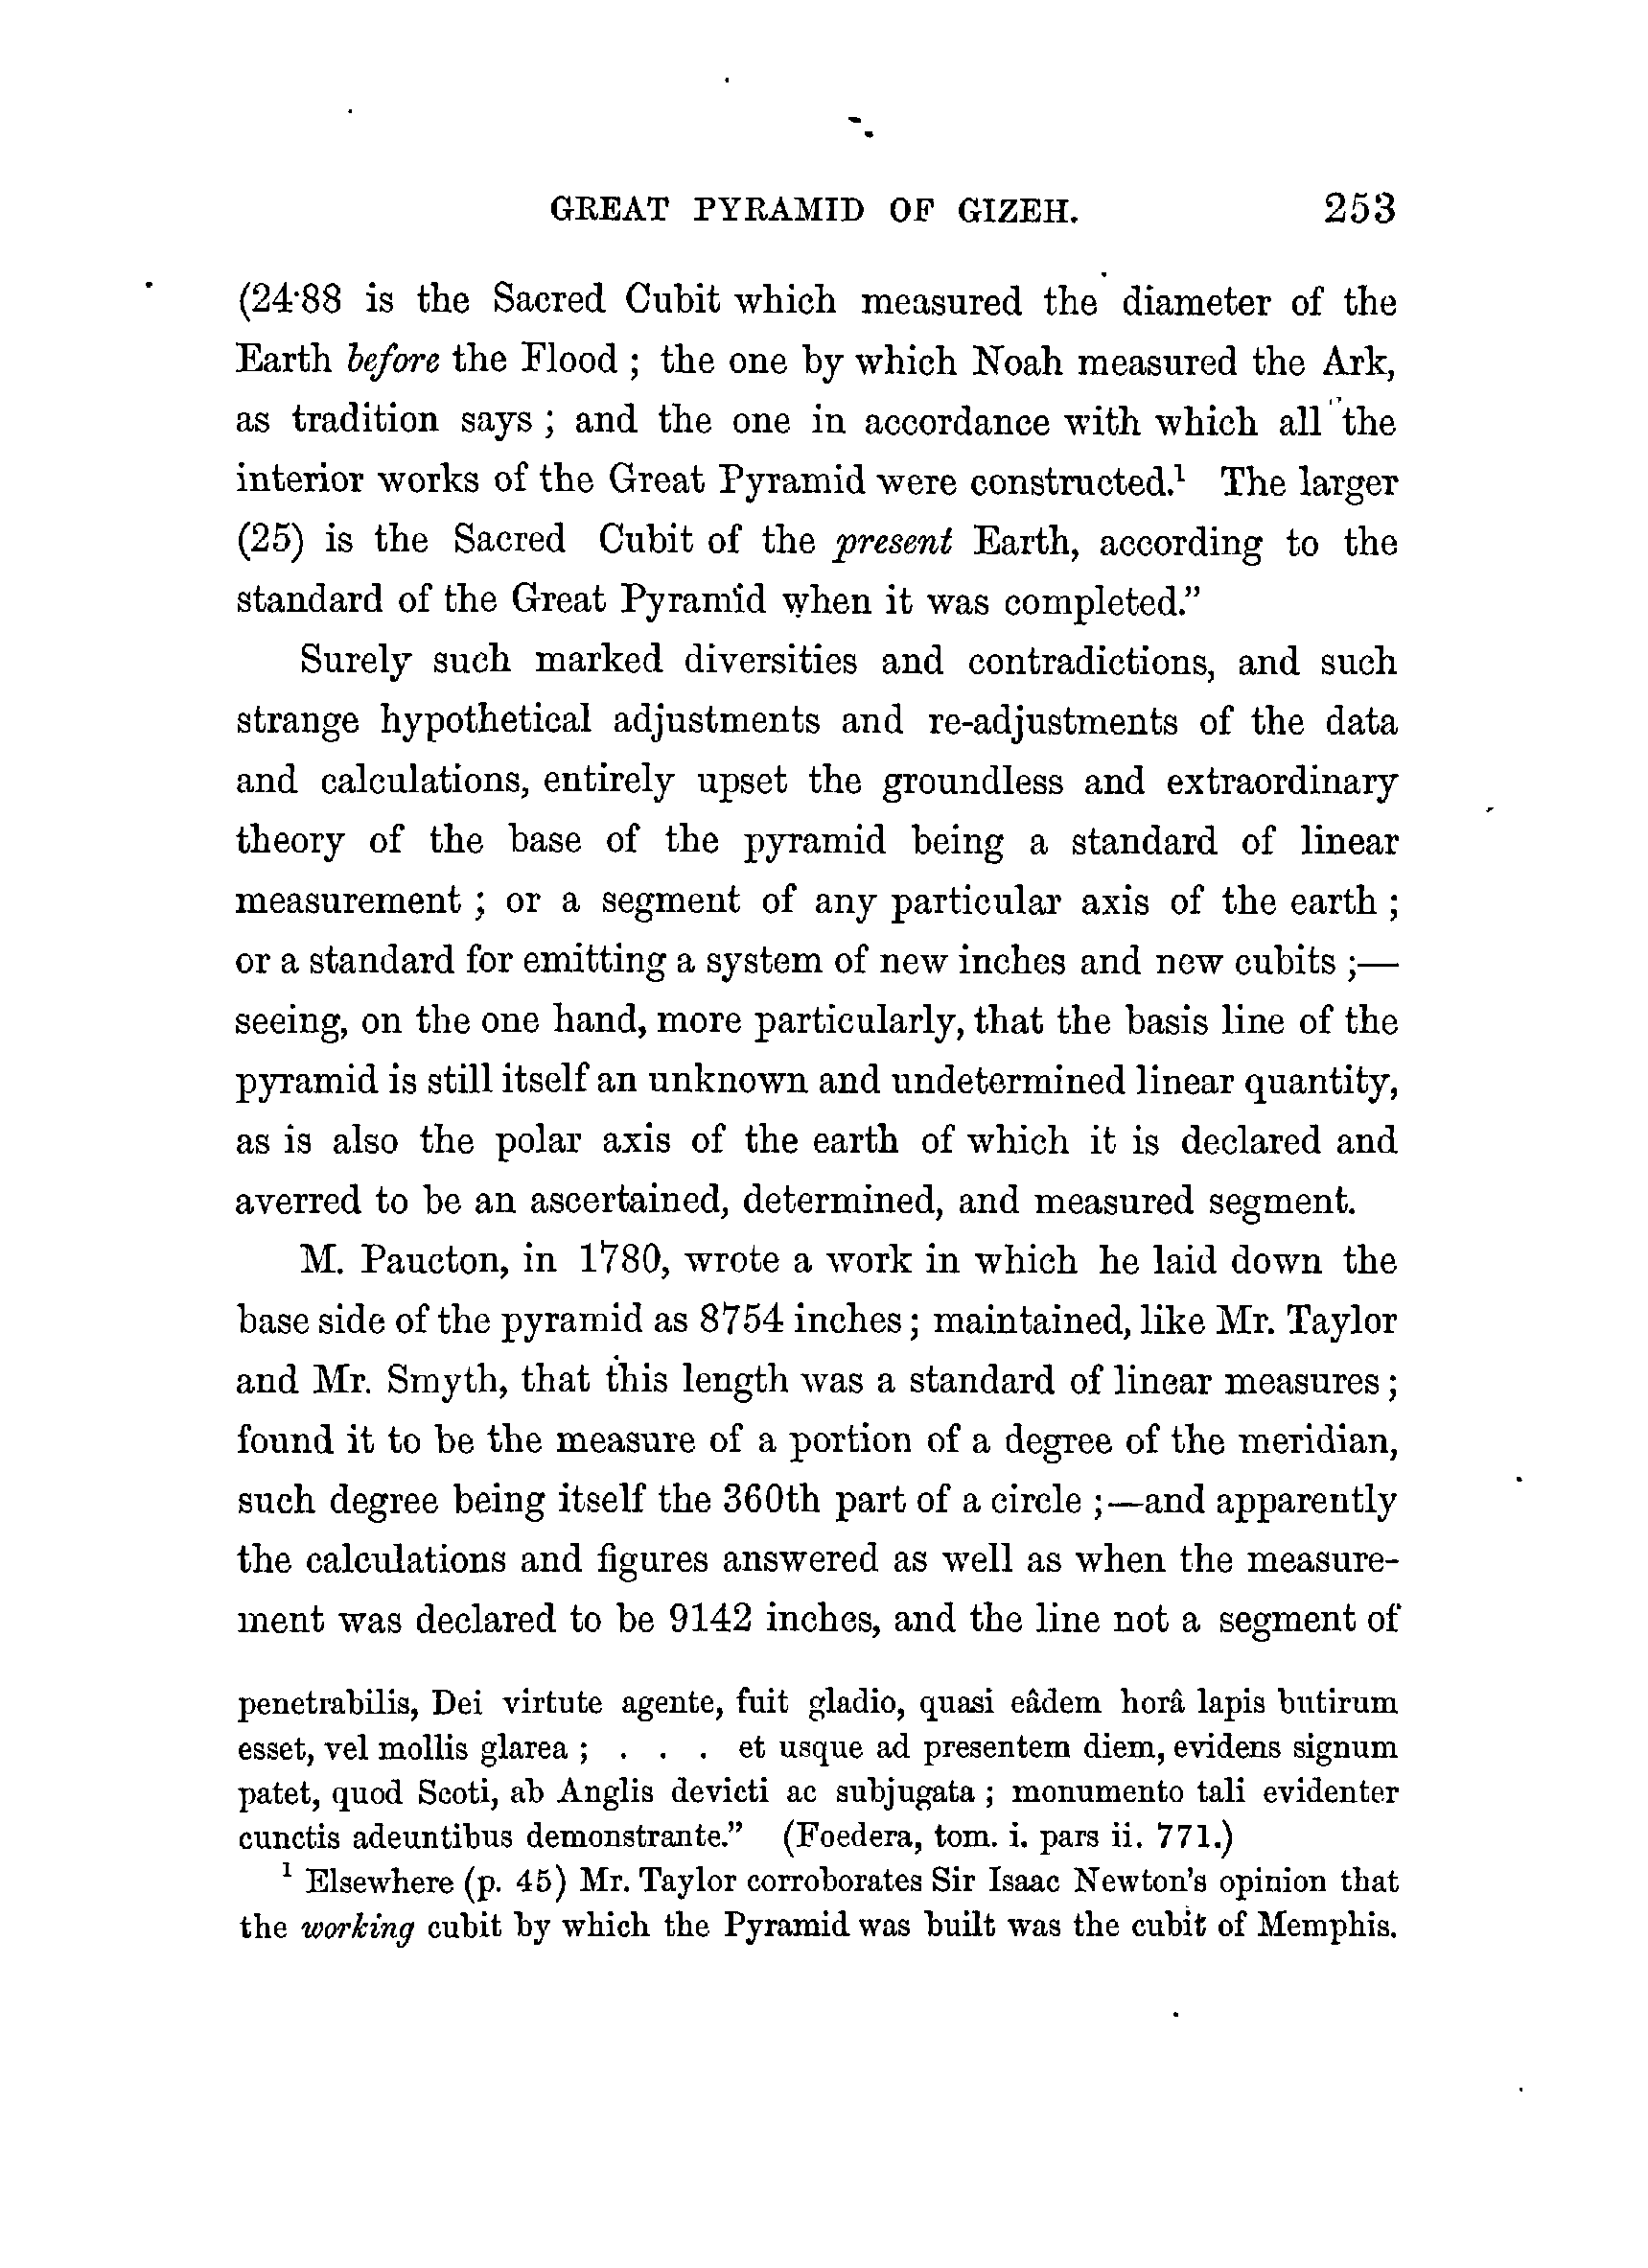 GREAT PYRAMID OF GIZEH. 253
(24·88 is the Sacred Cubit which measured the diameter of the
Earth before the Flood ; the one by which Noah measured the Ark,
as tradition says ; and the one in accordance with which all the
interior works of the Great Pyramid were constructed.¹ The larger
(25) is the Sacred Cubit of the present Earth, according to the
standard of the Great Pyramid when it was completed.”
Surely such marked diversities and contradictions, and such
strange hypothetical adjustments and re-adjustments of the data
and calculations, entirely upset the groundless and extraordinary
theory of the base of the pyramid being a standard of linear
measurement ; or a segment of any particular axis of the earth ;
or a standard for emitting a system of new inches and new cubits ;—
seeing, on the one hand, more particularly, that the basis line of the
pyramid is still itself an unknown and undetermined linear quantity,
as is also the polar axis of the earth of which it is declared and
averred to be an ascertained, determined, and measured segment.
M. Paucton, in 1780, wrote a work in which he laid down the
base side of the pyramid as 8754 inches ; maintained, like Mr. Taylor
and Mr. Smyth, that this length was a standard of linear measures ;
found it to be the measure of a portion of a degree of the meridian,
such degree being itself the 360th part of a circle ;—and apparently
the calculations and figures answered as well as when the measure-
ment was declared to be 9142 inches, and the line not a segment of
penetrabilis, Dei virtute agente, fuit gladio, quasi eâdem horâ lapis butirum
esset, vel mollis glarea ; . . . et usque ad presentem diem, evidens signum
patet, quod Scoti, ab Anglis devicti ac subjugata ; monumento tali evidenter
cunctis adeuntibus demonstrante.” (Foedera, tom. i. pars ii. 771.)
¹ Elsewhere (p. 45) Mr. Taylor corroborates Sir Isaac Newton's opinion that
the working cubit by which the Pyramid was built was the cubit of Memphis.